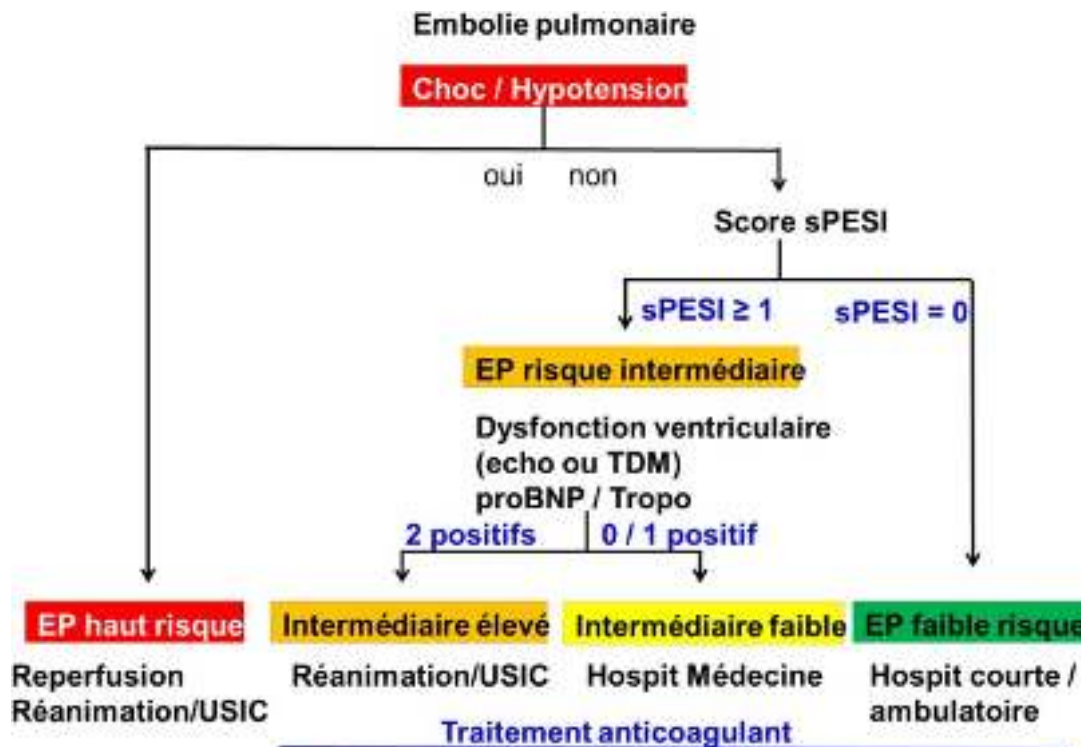 Embolie pulmonaire
Choc / Hypotension
oui non
Score sPESI
sPESI ≥ 1 sPESI = 0
EP risque intermédiaire
Dysfonction ventriculaire
(echo ou TDM)
proBNP / Tropo
2 positifs 0 / 1 positif
EP haut risque
Intermédiaire élevé
Intermédiaire faible
EP faible risque
Reperfusion
Réanimation/USIC
Réanimation/USIC
Hospit Médecine
Hospit courte /
ambulatoire
Traitement anticoagulant